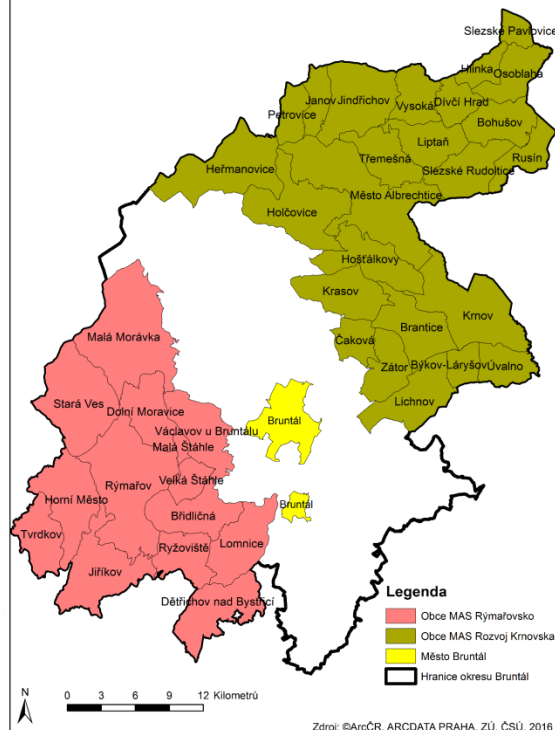 Slezské Pavlovice
Hlinka
Osoblaha
Janov
Jindřichov
Vysoká
Dívčí Hrad
Petrovice
Bohušov
Liptaň
Rusín
Třemešná
Heřmanovice
Slezské Rudoltice
Město Albrechtice
Holčovice
Hošťálkovy
Krasov
Krnov
Brantice
Čaková
Malá Morávka
Zátor
Býkov-Láryšov
Úvalno
Lichnov
Stará Ves
Dolní Moravice
Bruntál
Václavov u Bruntálu
Malá Štáhle
Velká Štáhle
Rýmařov
Horní Město
Bruntál
Břidličná
Tvrdkov
Ryžoviště
Lomnice
Jiříkov
Dětřichov nad Bystřicí
Legenda
Obce MAS Rýmařovsko
Obce MAS Rozvoj Krnovska
Město Bruntál
Hranice okresu Bruntál
N
0 3 6 9 12 Kilometrů
Zdroj: ©ArcČR, ARCDATA PRAHA, ZÚ, ČSÚ, 2016